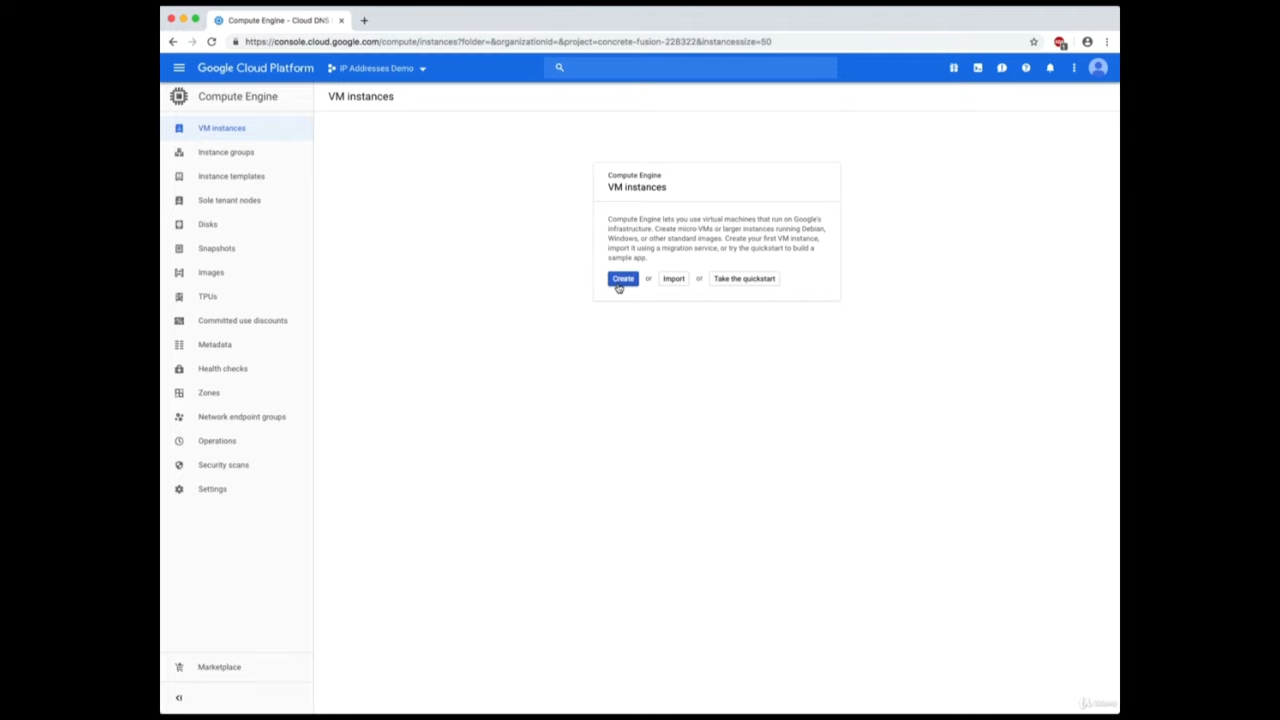 Compute Engine - Cloud DNS
https://console.cloud.google.com/compute/instances?folder=&organizationId=&project=concrete-fusion-228322&instancessize=50
Google Cloud Platform
IP Addresses Demo
Compute Engine
VM instances
VM instances
Instance groups
Instance templates
Sole tenant nodes
Disks
Snapshots
Images
TPUs
Committed use discounts
Metadata
Health checks
Zones
Network endpoint groups
Operations
Security scans
Settings
Marketplace
Compute Engine
VM instances
Compute Engine lets you use virtual machines that run on Google's
infrastructure. Create micro-VMs or larger instances running Debian,
Windows, or other standard images. Create your first VM instance,
import it using a migration service, or try the quickstart to build a
sample app.
Create or Import or Take the quickstart
Udemy